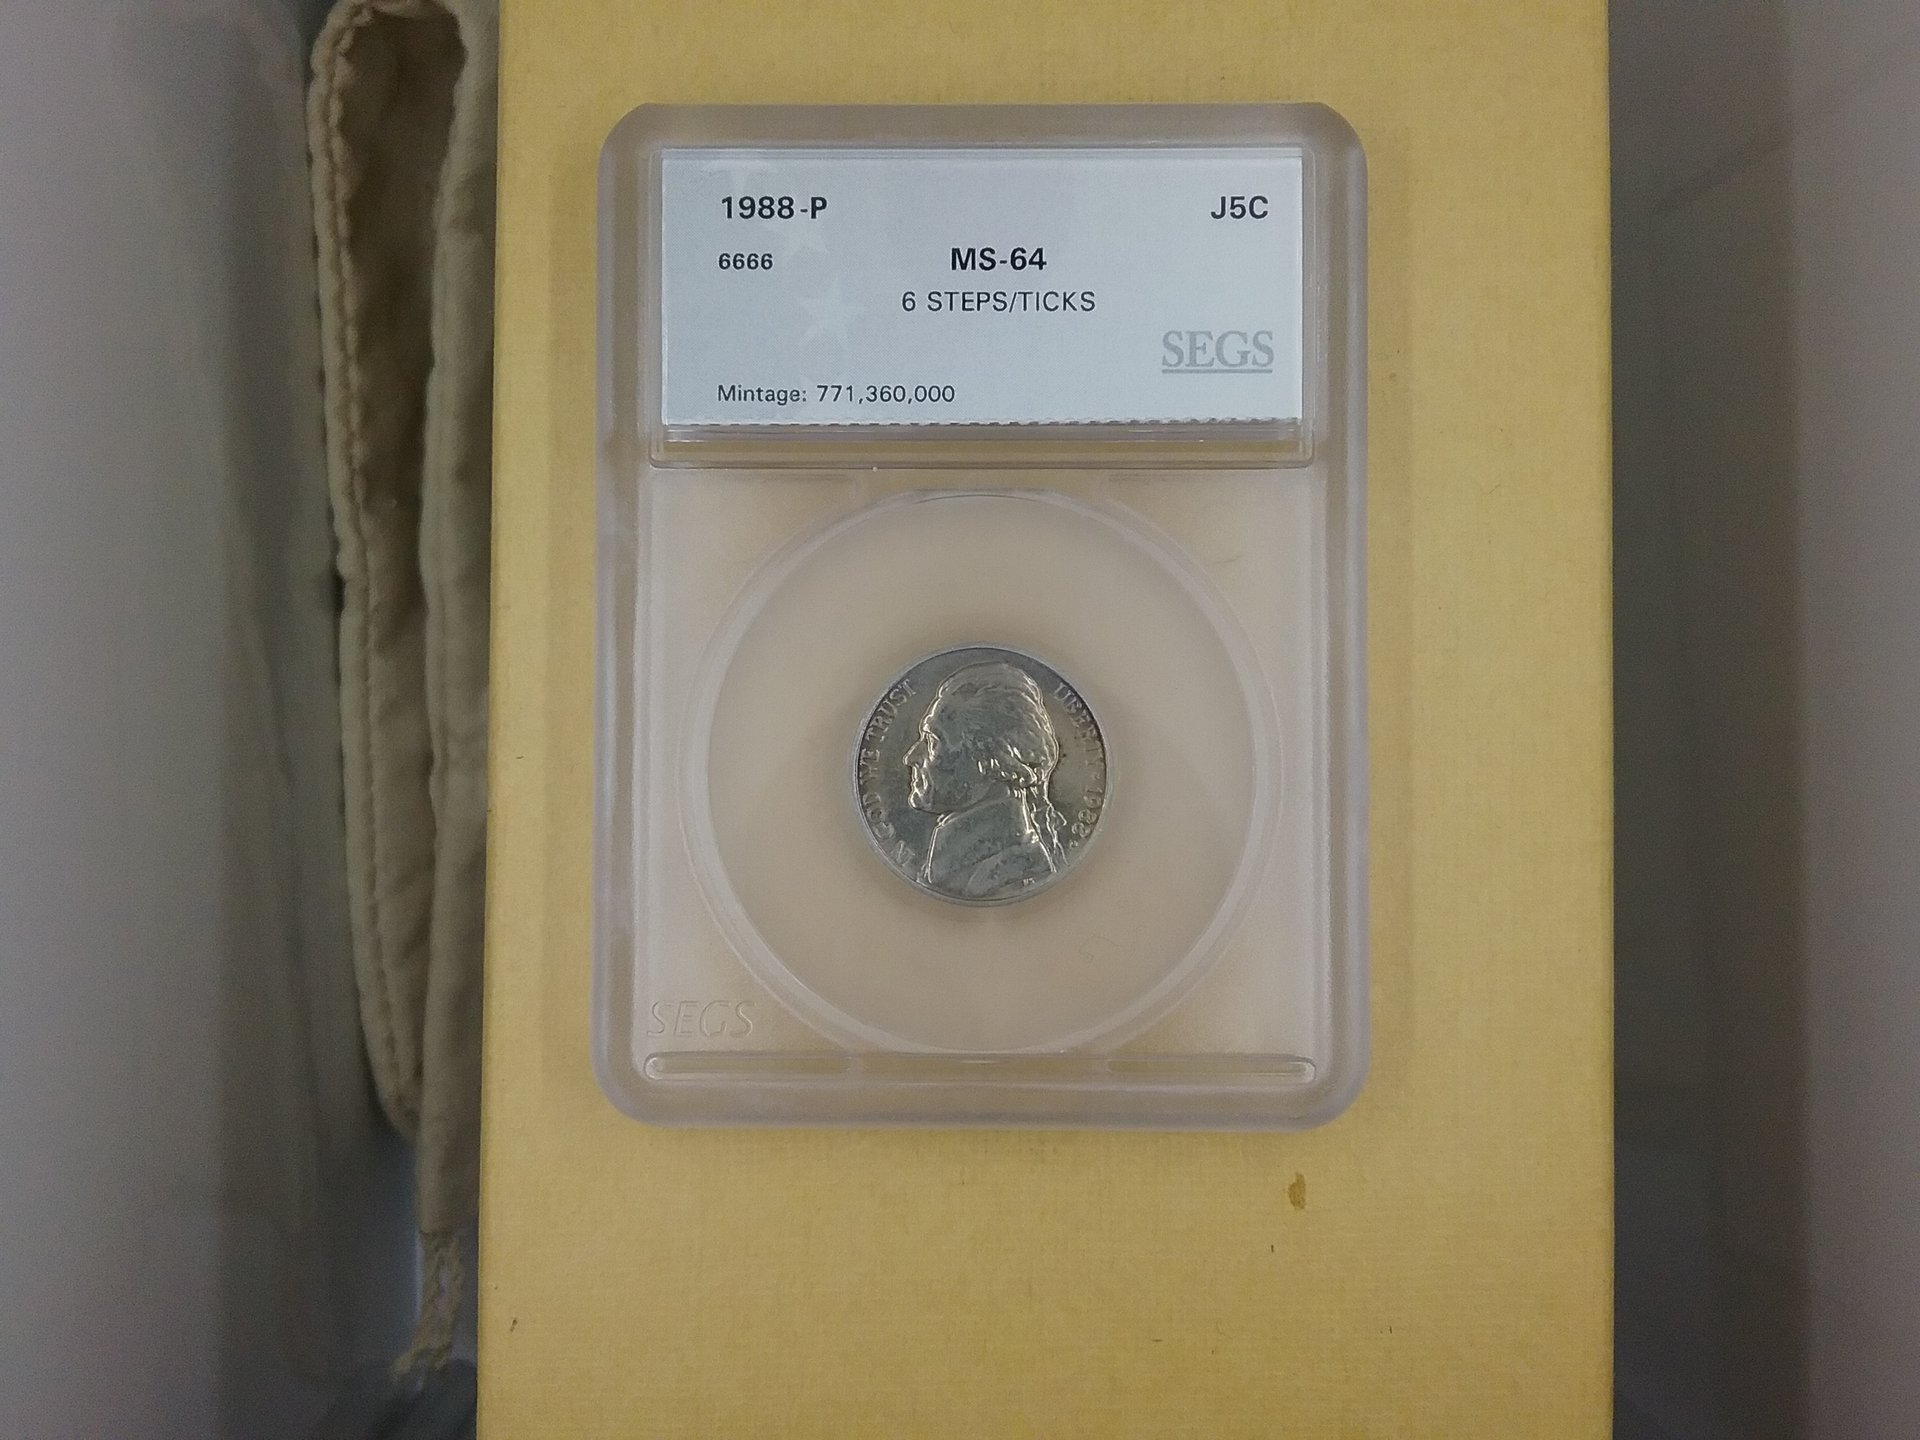 1988-P J5C
6666 MS-64
6 STEPS/TICKS
SEGS
Mintage: 771,360,000
IN GOD WE TRUST
LIBERTY 1988
SEGS